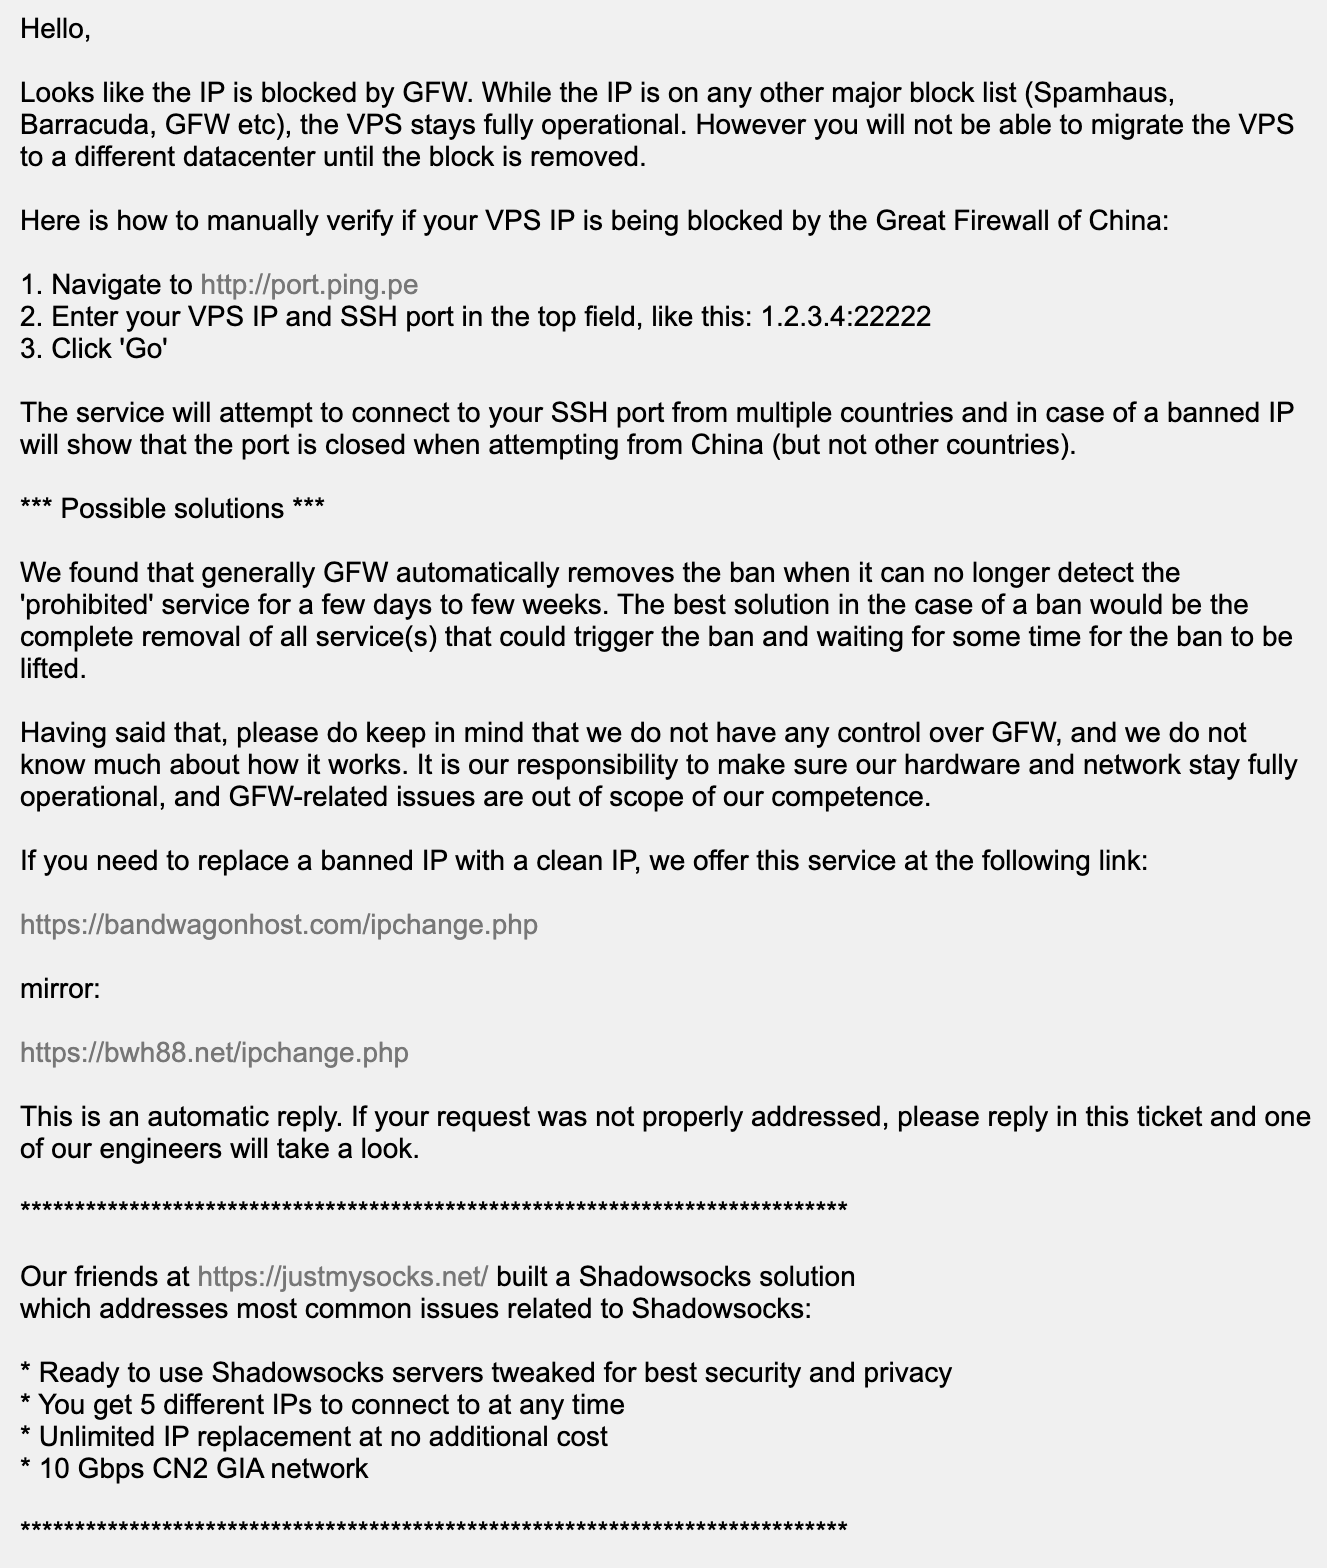 Hello,
Looks like the IP is blocked by GFW. While the IP is on any other major block list (Spamhaus,
Barracuda, GFW etc), the VPS stays fully operational. However you will not be able to migrate the VPS
to a different datacenter until the block is removed.
Here is how to manually verify if your VPS IP is being blocked by the Great Firewall of China:
1. Navigate to http://port.ping.pe
2. Enter your VPS IP and SSH port in the top field, like this: 1.2.3.4:22222
3. Click 'Go'
The service will attempt to connect to your SSH port from multiple countries and in case of a banned IP
will show that the port is closed when attempting from China (but not other countries).
*** Possible solutions ***
We found that generally GFW automatically removes the ban when it can no longer detect the
'prohibited' service for a few days to few weeks. The best solution in the case of a ban would be the
complete removal of all service(s) that could trigger the ban and waiting for some time for the ban to be
lifted.
Having said that, please do keep in mind that we do not have any control over GFW, and we do not
know much about how it works. It is our responsibility to make sure our hardware and network stay fully
operational, and GFW-related issues are out of scope of our competence.
If you need to replace a banned IP with a clean IP, we offer this service at the following link:
https://bandwagonhost.com/ipchange.php
mirror:
https://bwh88.net/ipchange.php
This is an automatic reply. If your request was not properly addressed, please reply in this ticket and one
of our engineers will take a look.
****************************************************************************
Our friends at https://justmysocks.net/ built a Shadowsocks solution
which addresses most common issues related to Shadowsocks:
* Ready to use Shadowsocks servers tweaked for best security and privacy
* You get 5 different IPs to connect to at any time
* Unlimited IP replacement at no additional cost
* 10 Gbps CN2 GIA network
****************************************************************************